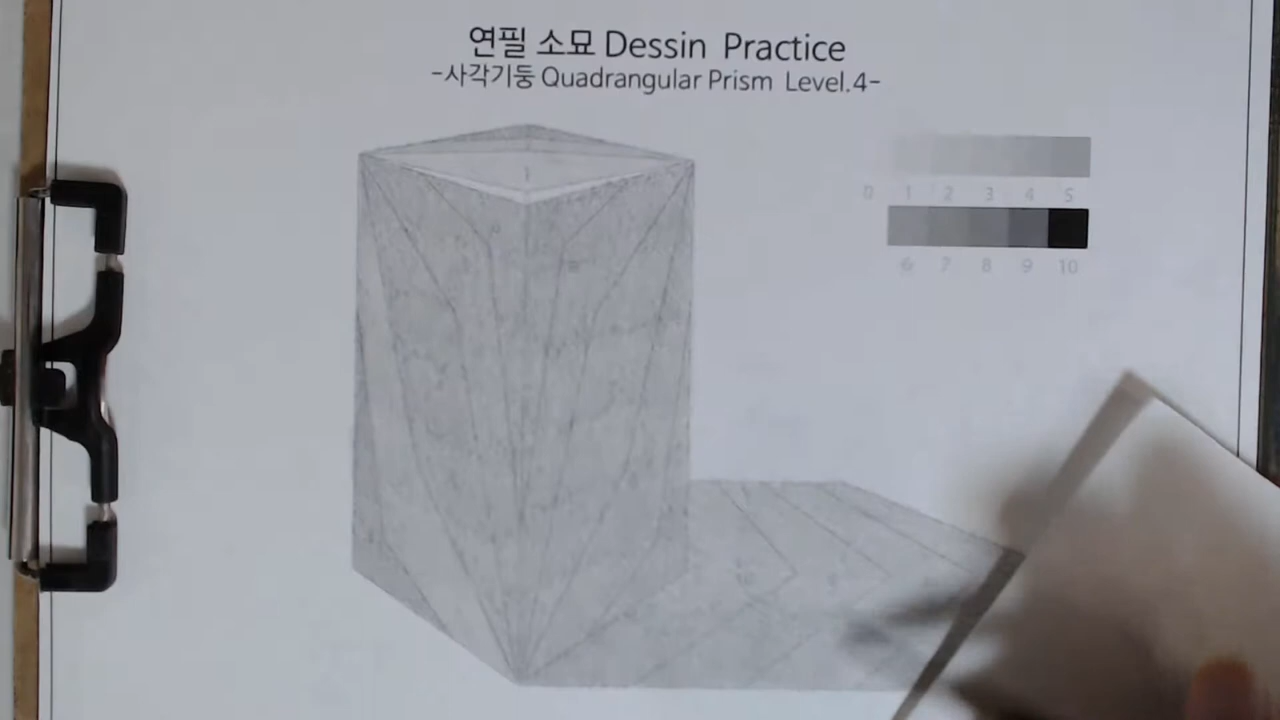 연필 소묘 Dessin Practice
-사각기둥 Quadrangular Prism Level.4-
0 1 2 3 4 5
6 7 8 9 10
1